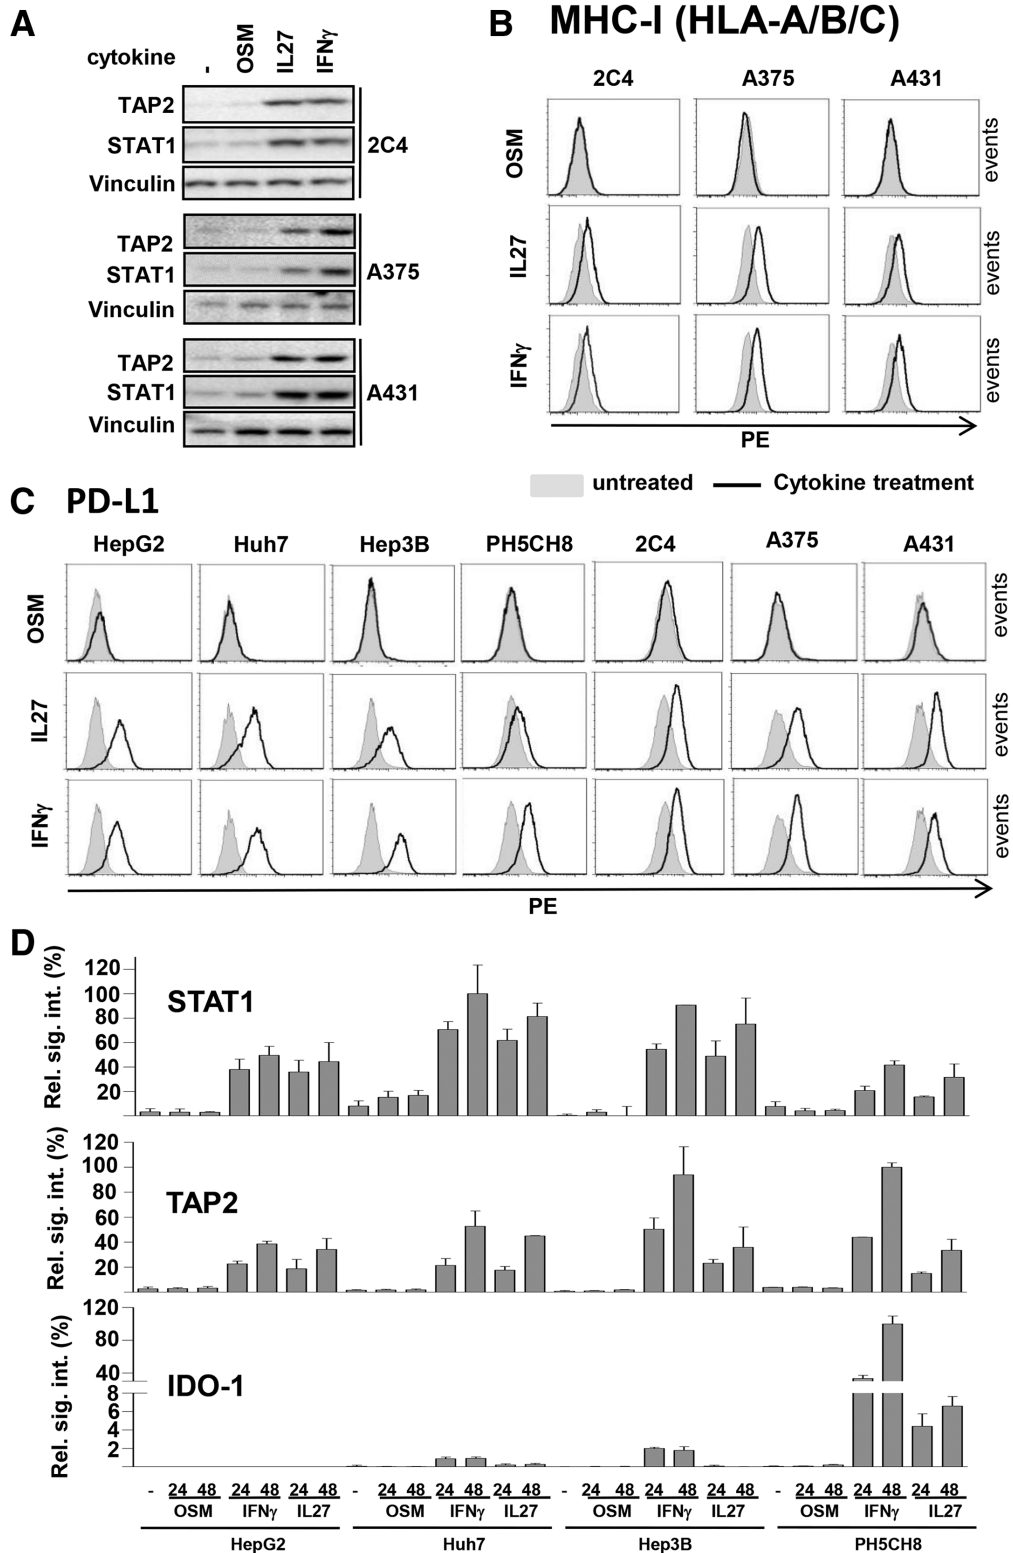 A
cytokine - OSM IL27 IFNγ
TAP2
STAT1
Vinculin
2C4
TAP2
STAT1
Vinculin
A375
TAP2
STAT1
Vinculin
A431
B MHC-I (HLA-A/B/C)
2C4 A375 A431
OSM events
IL27 events
IFNγ events
PE
untreated Cytokine treatment
C PD-L1
HepG2 Huh7 Hep3B PH5CH8 2C4 A375 A431
OSM events
IL27 events
IFNγ events
PE
D
Rel. sig. int. (%)
120
100
80
60
40
20
STAT1
Rel. sig. int. (%)
120
100
80
60
40
20
TAP2
Rel. sig. int. (%)
120
80
40
8
6
4
2
IDO-1
- 24 48 24 48 24 48 - 24 48 24 48 24 48 - 24 48 24 48 24 48 - 24 48 24 48 24 48
OSM IFNγ IL27 OSM IFNγ IL27 OSM IFNγ IL27 OSM IFNγ IL27
HepG2 Huh7 Hep3B PH5CH8